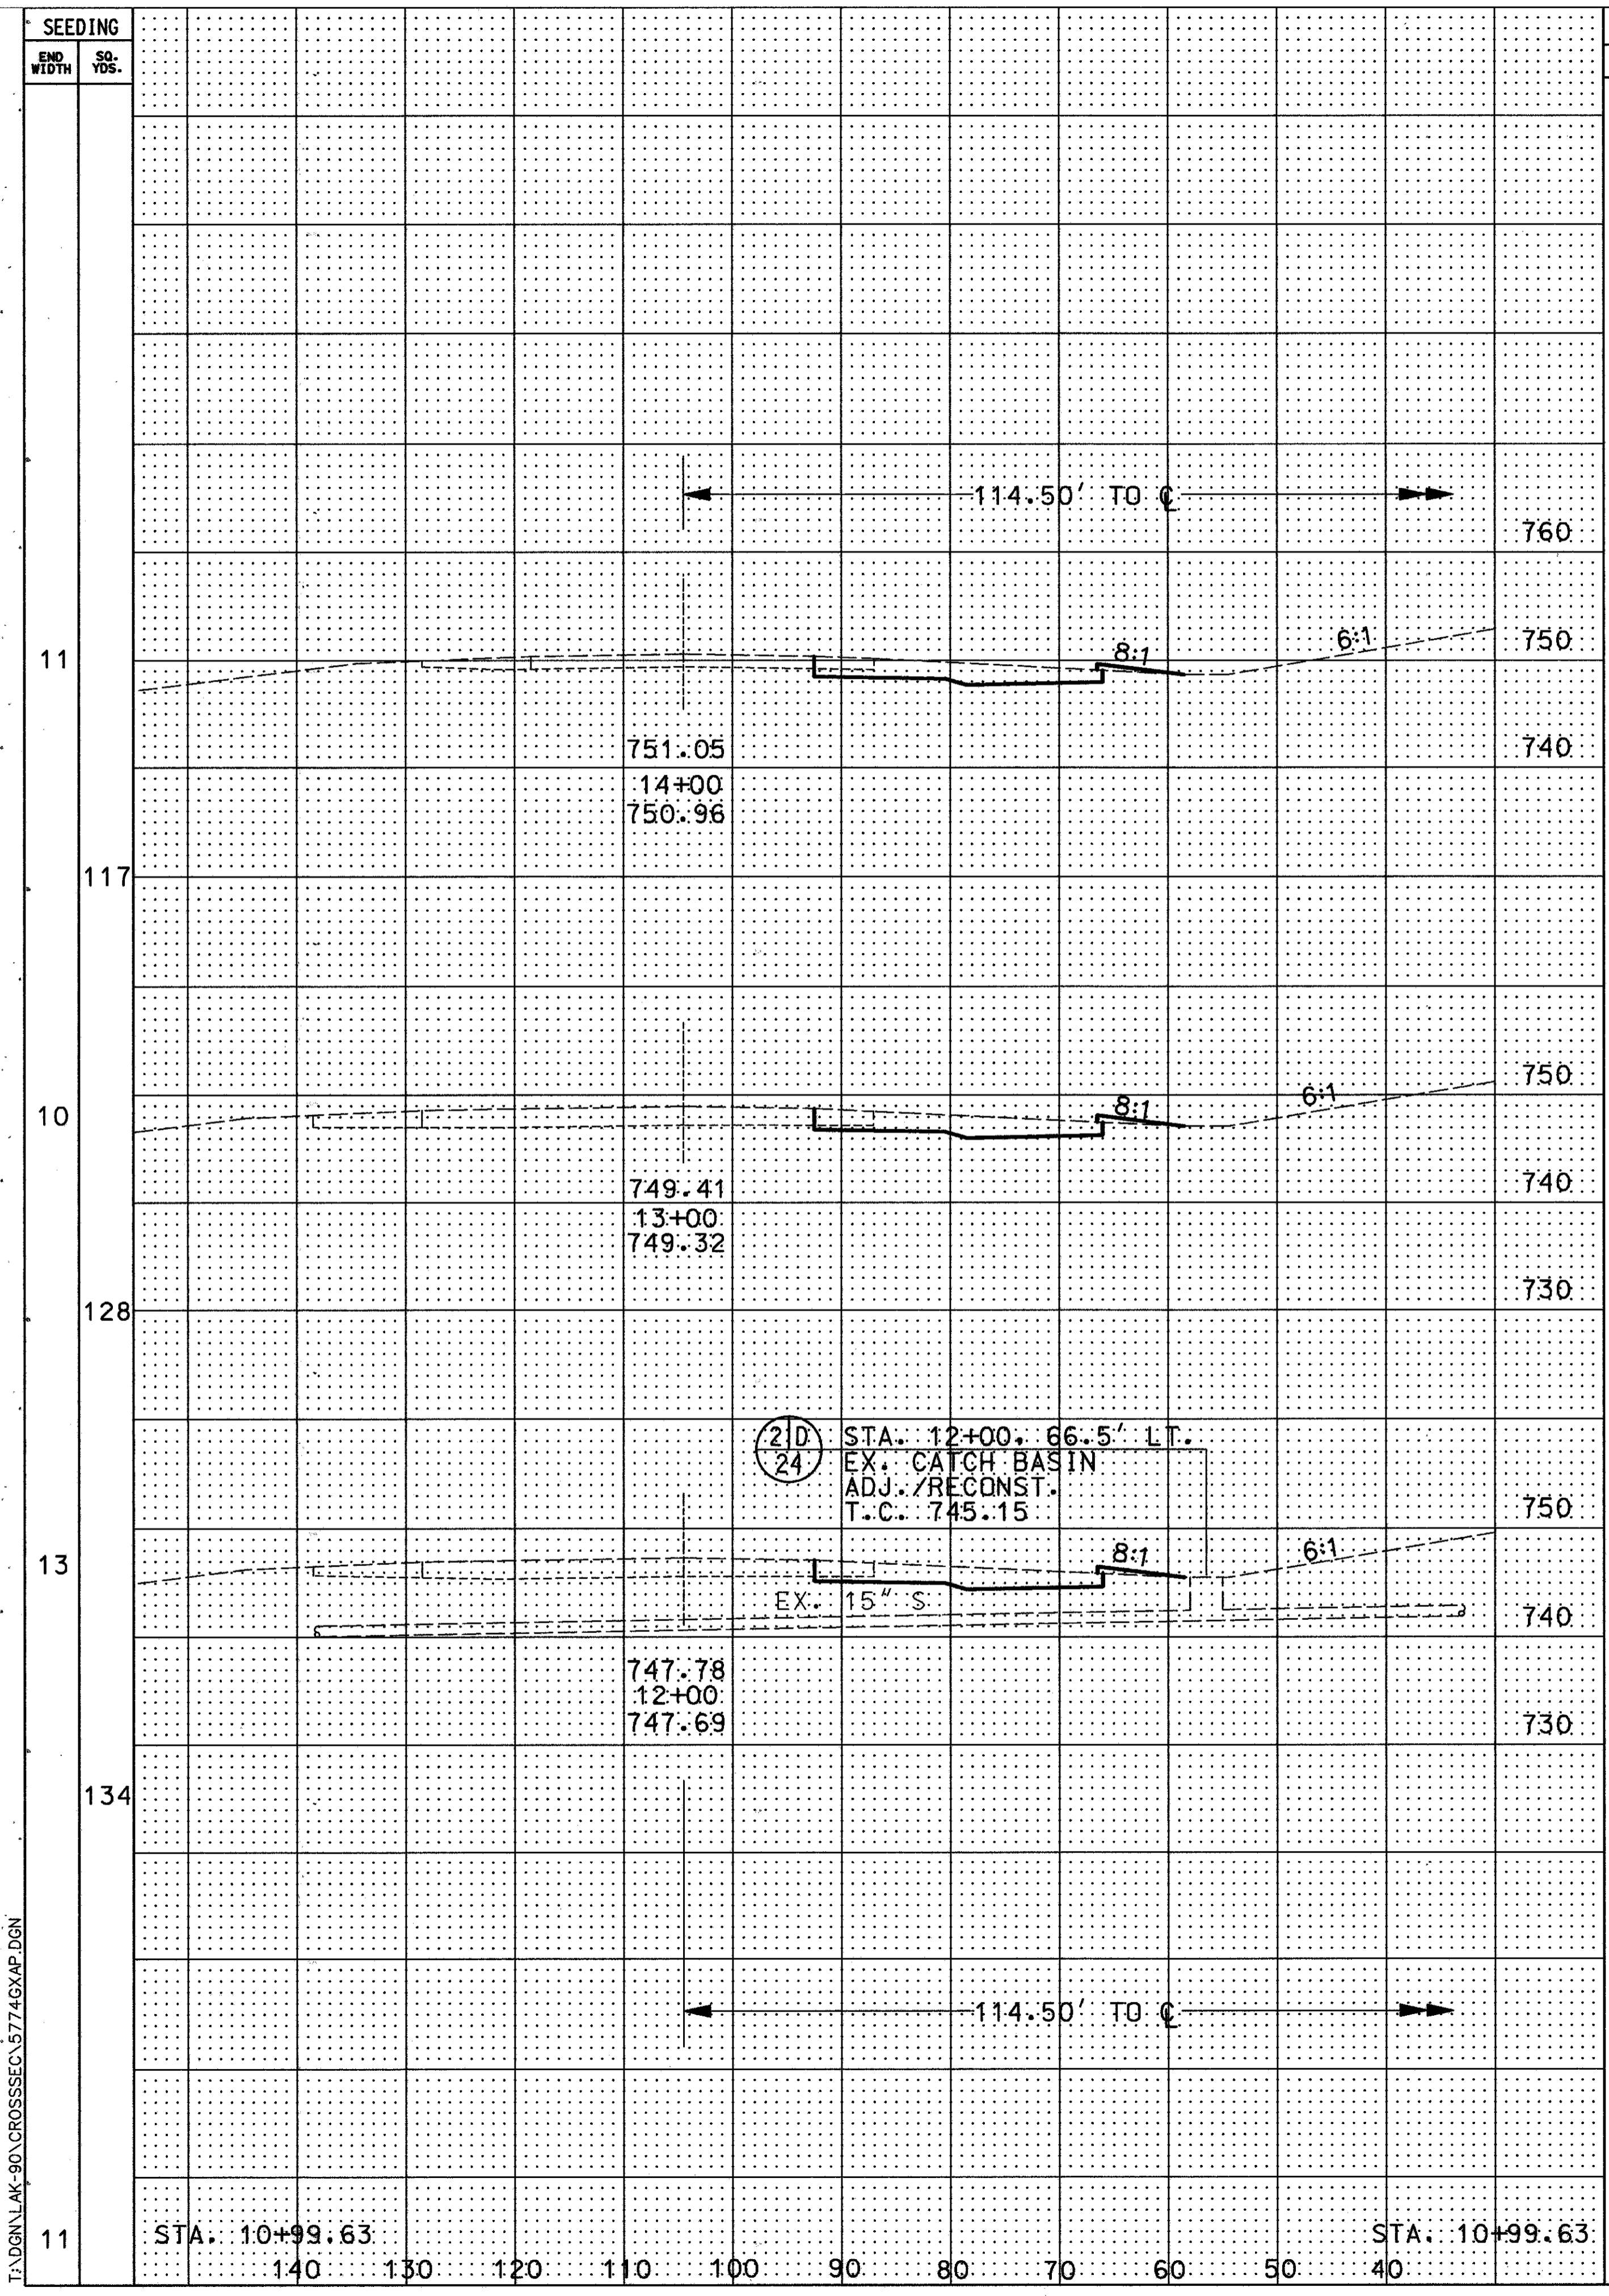 SEEDING
END WIDTH
SQ. YDS.
114.50' TO ℄
760
11
8:1
6:1
750
751.05
14+00
750.96
740
117
750
10
8:1
6:1
749.41
13+00
749.32
740
730
128
2 D
24
STA. 12+00, 66.5' LT.
EX. CATCH BASIN
ADJ./RECONST.
T.C. 745.15
750
13
8:1
6:1
EX. 15" S
740
747.78
12+00
747.69
730
134
114.50' TO ℄
11
STA. 10+99.63
STA. 10+99.63
140 130 120 110 100 90 80 70 60 50 40
T:\DGN\LAK-90\CROSSSEC\5774GXAP.DGN